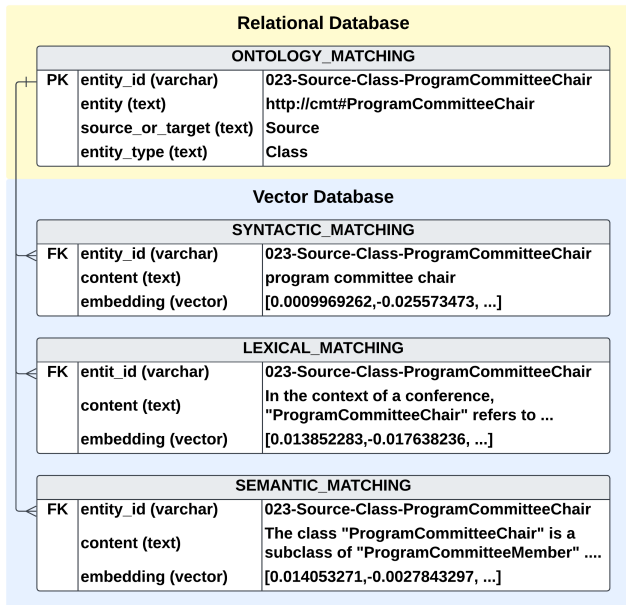 Relational Database
ONTOLOGY_MATCHING
PK entity_id (varchar) 023-Source-Class-ProgramCommitteeChair
entity (text) http://cmt#ProgramCommitteeChair
source_or_target (text) Source
entity_type (text) Class
Vector Database
SYNTACTIC_MATCHING
FK entity_id (varchar) 023-Source-Class-ProgramCommitteeChair
content (text) program committee chair
embedding (vector) [0.0009969262,-0.025573473, ...]
LEXICAL_MATCHING
FK entit_id (varchar) 023-Source-Class-ProgramCommitteeChair
content (text) In the context of a conference,
"ProgramCommitteeChair" refers to ...
embedding (vector) [0.013852283,-0.017638236, ...]
SEMANTIC_MATCHING
FK entity_id (varchar) 023-Source-Class-ProgramCommitteeChair
content (text) The class "ProgramCommitteeChair" is a
subclass of "ProgramCommitteeMember" ....
embedding (vector) [0.014053271,-0.0027843297, ...]